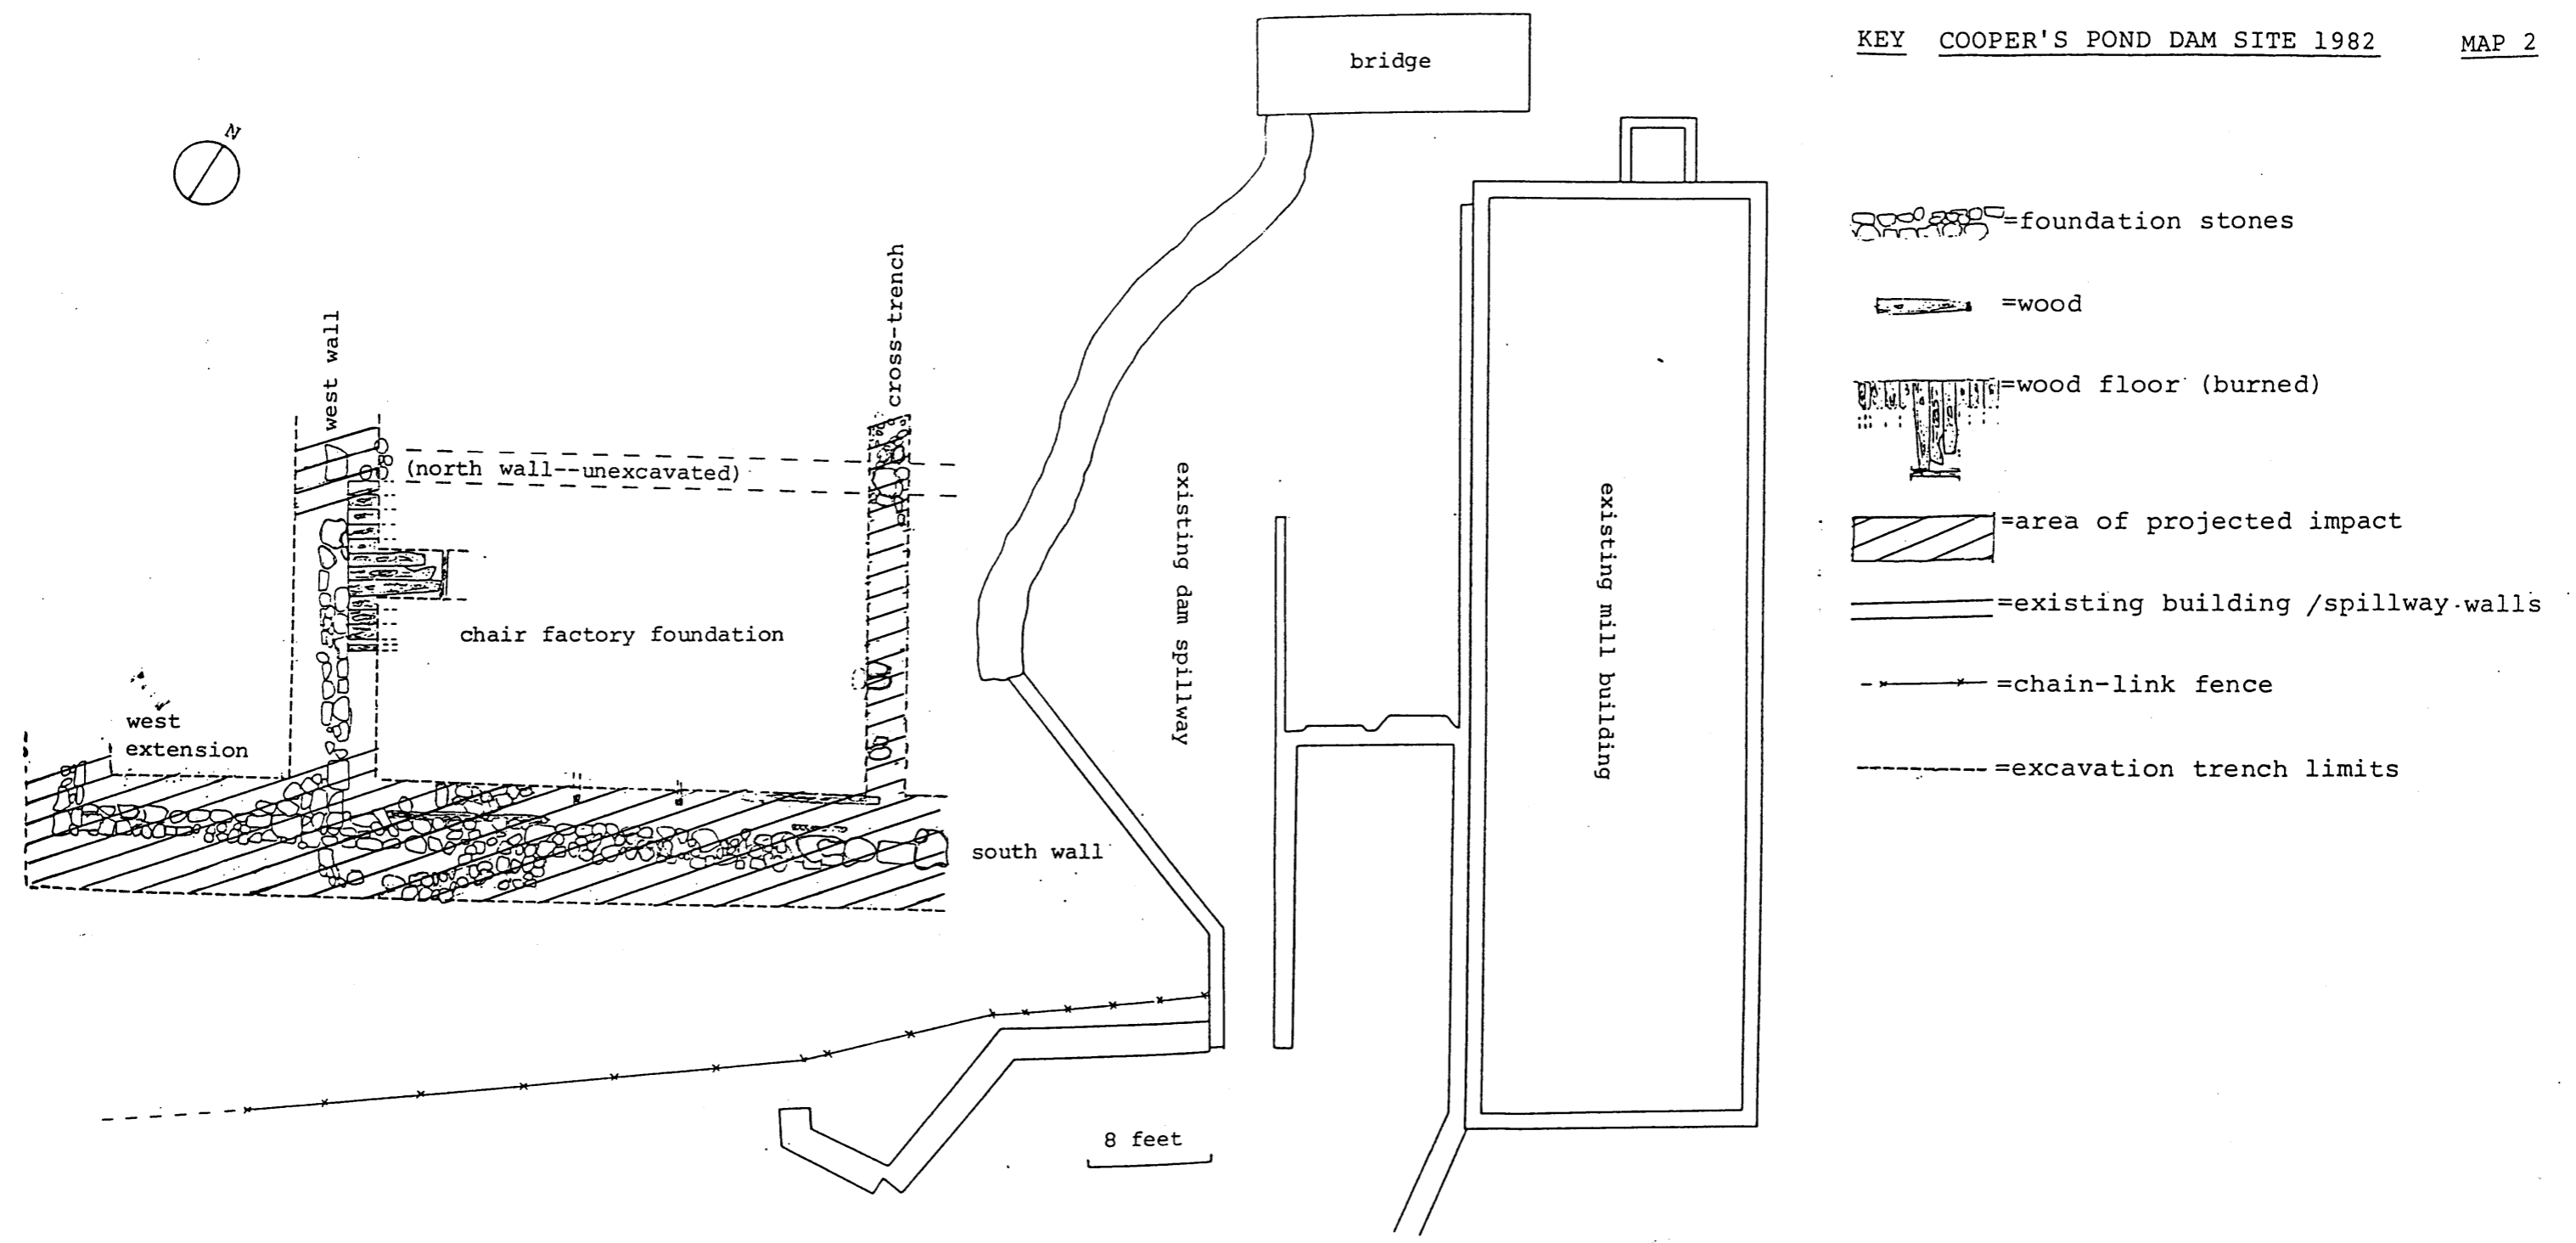 KEY COOPER'S POND DAM SITE 1982 MAP 2
bridge
N
=foundation stones
=wood
=wood floor (burned)
=area of projected impact
=existing building /spillway walls
=chain-link fence
=excavation trench limits
west wall
cross-trench
(north wall--unexcavated)
existing dam spillway
existing mill building
chair factory foundation
west
extension
south wall
8 feet